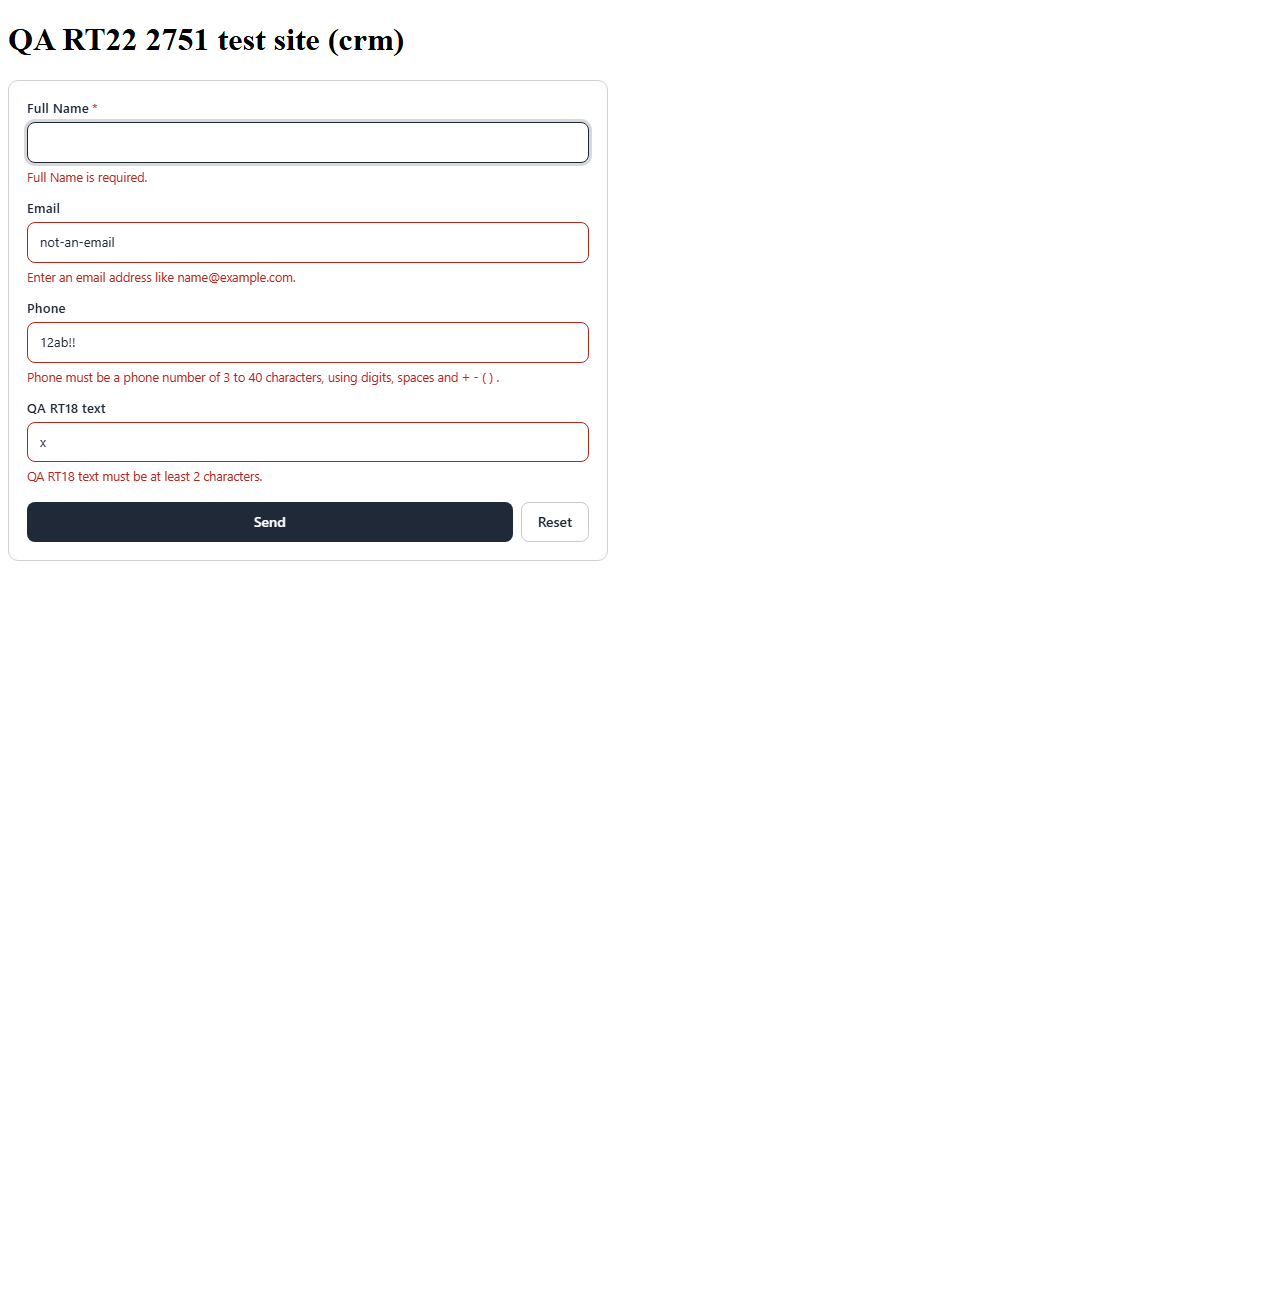 QA RT22 2751 test site (crm)
Full Name *
Full Name is required.
Email
not-an-email
Enter an email address like name@example.com.
Phone
12ab!!
Phone must be a phone number of 3 to 40 characters, using digits, spaces and + - ( ) .
QA RT18 text
x
QA RT18 text must be at least 2 characters.
Send Reset